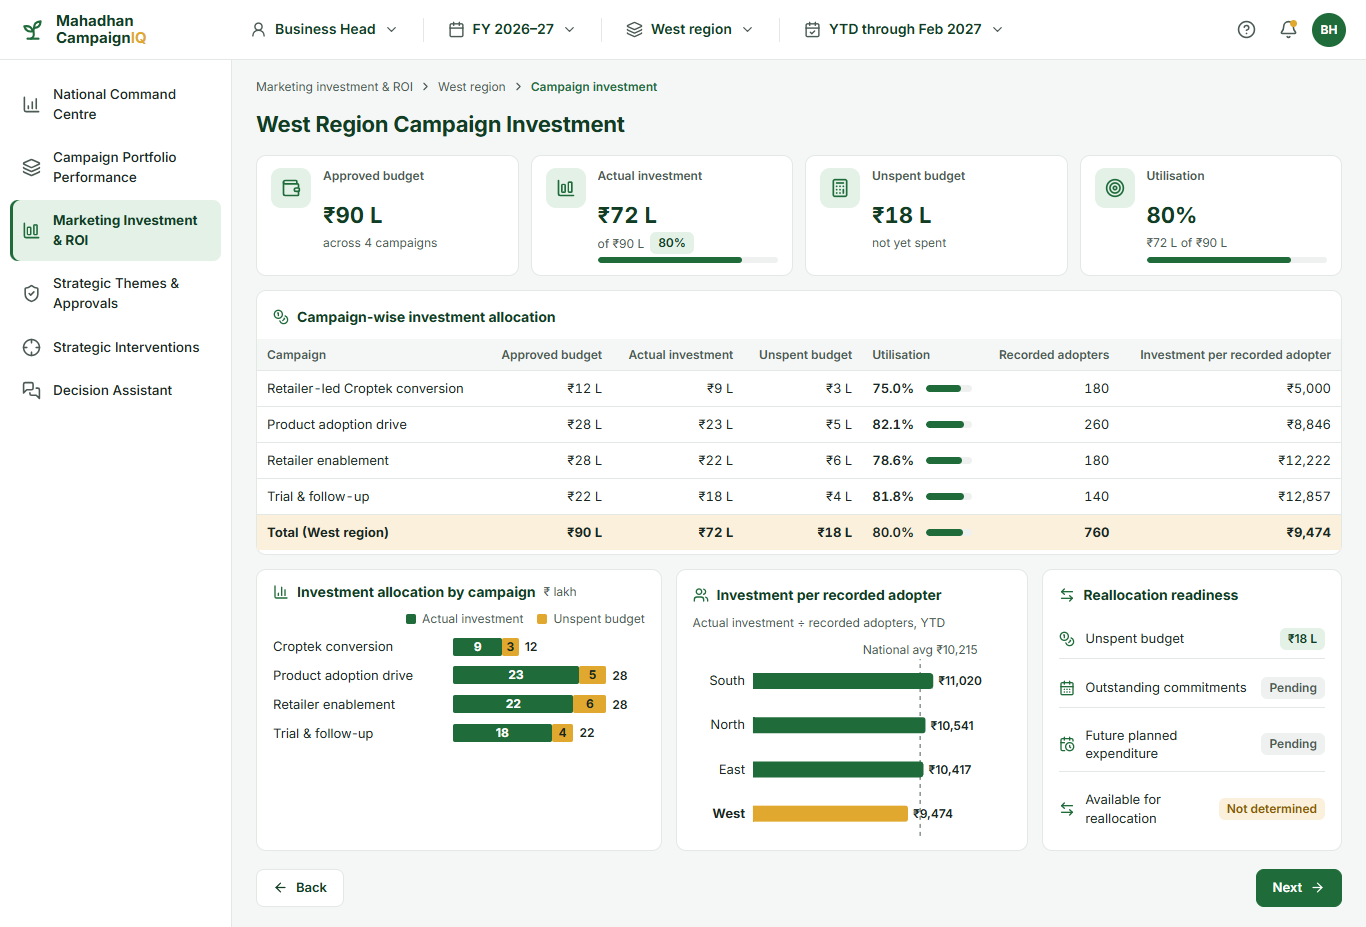 Mahadhan
CampaignIQ
Business Head
FY 2026–27
West region
YTD through Feb 2027
BH
National Command
Centre
Campaign Portfolio
Performance
Marketing Investment
& ROI
Strategic Themes &
Approvals
Strategic Interventions
Decision Assistant
Marketing investment & ROI > West region > Campaign investment
West Region Campaign Investment
Approved budget
₹90 L
across 4 campaigns
Actual investment
₹72 L
of ₹90 L 80%
Unspent budget
₹18 L
not yet spent
Utilisation
80%
₹72 L of ₹90 L
Campaign-wise investment allocation
Campaign Approved budget Actual investment Unspent budget Utilisation Recorded adopters Investment per recorded adopter
Retailer-led Croptek conversion ₹12 L ₹9 L ₹3 L 75.0% 180 ₹5,000
Product adoption drive ₹28 L ₹23 L ₹5 L 82.1% 260 ₹8,846
Retailer enablement ₹28 L ₹22 L ₹6 L 78.6% 180 ₹12,222
Trial & follow-up ₹22 L ₹18 L ₹4 L 81.8% 140 ₹12,857
Total (West region) ₹90 L ₹72 L ₹18 L 80.0% 760 ₹9,474
Investment allocation by campaign ₹ lakh
Actual investment Unspent budget
Croptek conversion 9 3 12
Product adoption drive 23 5 28
Retailer enablement 22 6 28
Trial & follow-up 18 4 22
Investment per recorded adopter
Actual investment ÷ recorded adopters, YTD
National avg ₹10,215
South ₹11,020
North ₹10,541
East ₹10,417
West ₹9,474
Reallocation readiness
Unspent budget ₹18 L
Outstanding commitments Pending
Future planned
expenditure Pending
Available for
reallocation Not determined
← Back
Next →